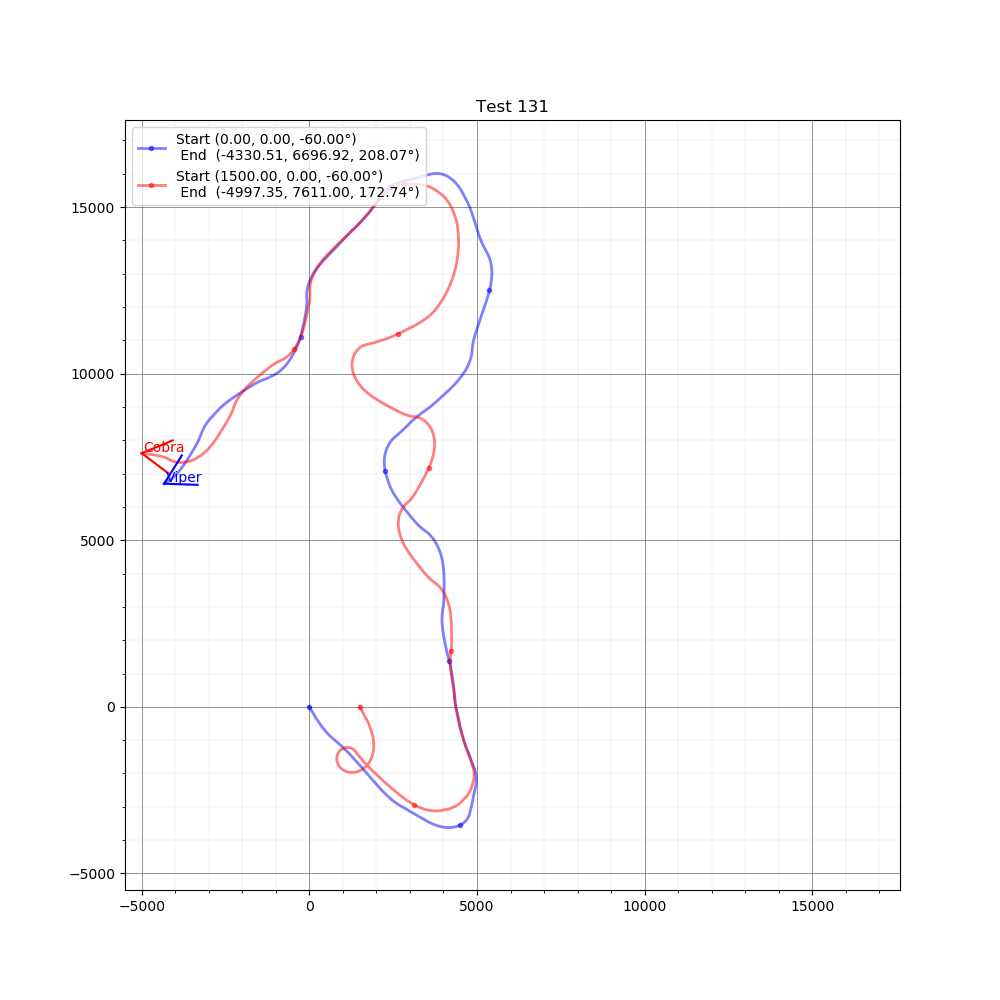 Test 131
Start (0.00, 0.00, -60.00°)
End (-4330.51, 6696.92, 208.07°)
Start (1500.00, 0.00, -60.00°)
End (-4997.35, 7611.00, 172.74°)
15000
10000
5000
0
−5000
Cobra
Viper
−5000
0
5000
10000
15000